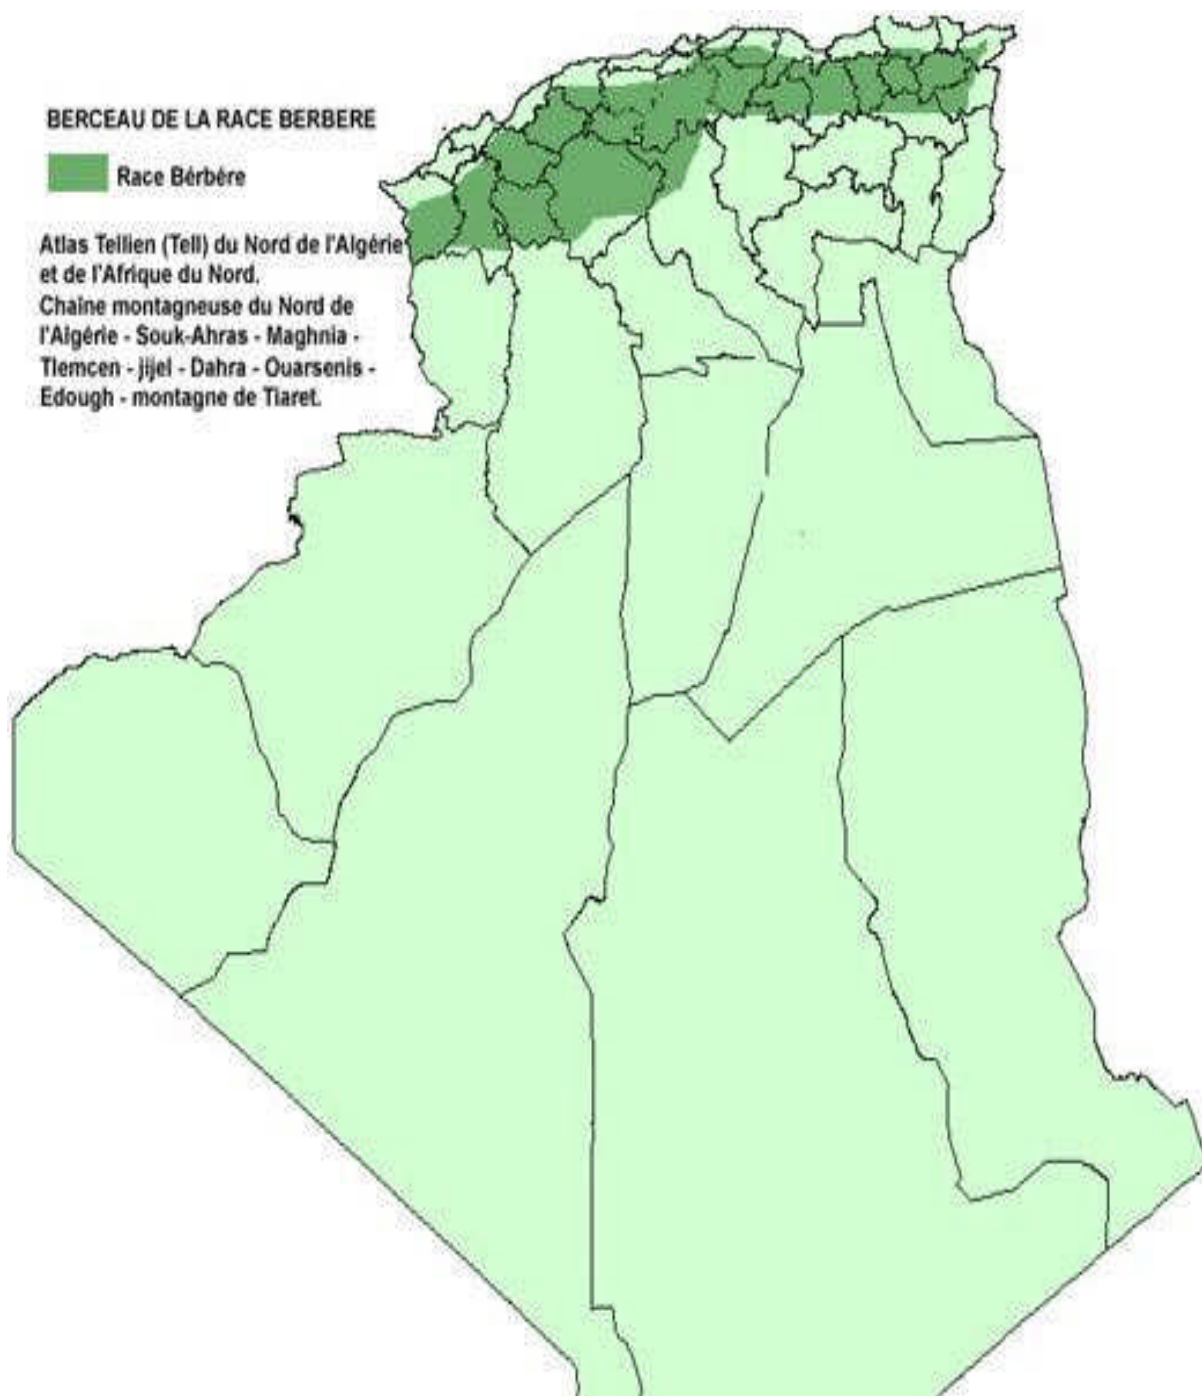 BERCEAU DE LA RACE BERBERE
Race Bérbère
Atlas Tellien (Tell) du Nord de l'Algérie
et de l'Afrique du Nord.
Chaîne montagneuse du Nord de
l'Algérie - Souk-Ahras - Maghnia -
Tlemcen - jijel - Dahra - Ouarsenis -
Edough - montagne de Tiaret.